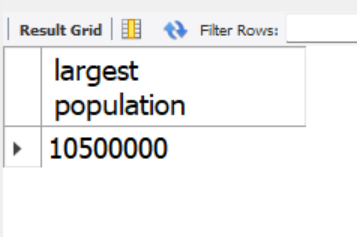 Result Grid Filter Rows:
largest
population
10500000